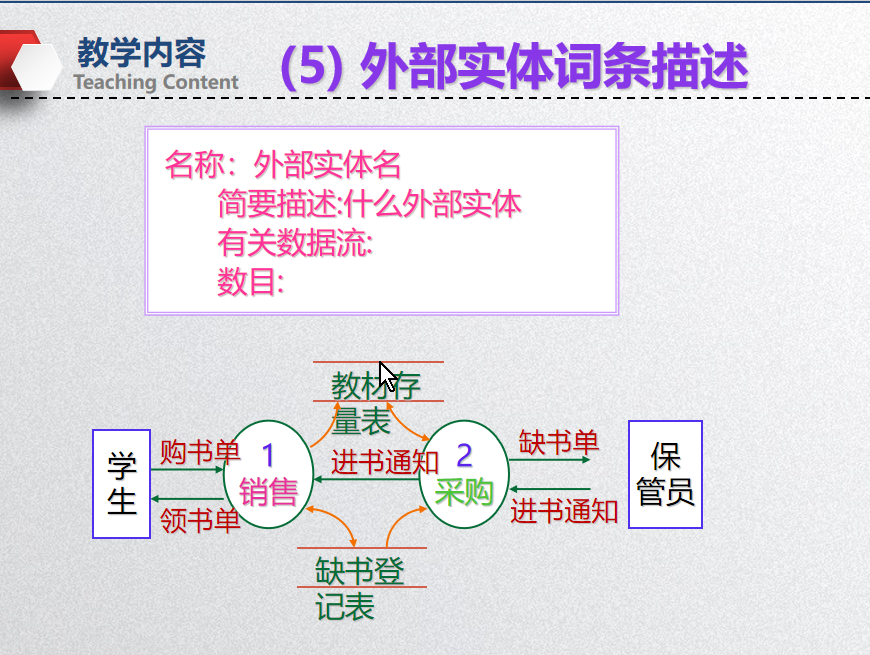 教学内容
Teaching Content
(5) 外部实体词条描述
名称：外部实体名
简要描述:什么外部实体
有关数据流:
数目:
教材存
量表
学
生
购书单
领书单
1
销售
进书通知
2
采购
缺书单
进书通知
保
管员
缺书登
记表